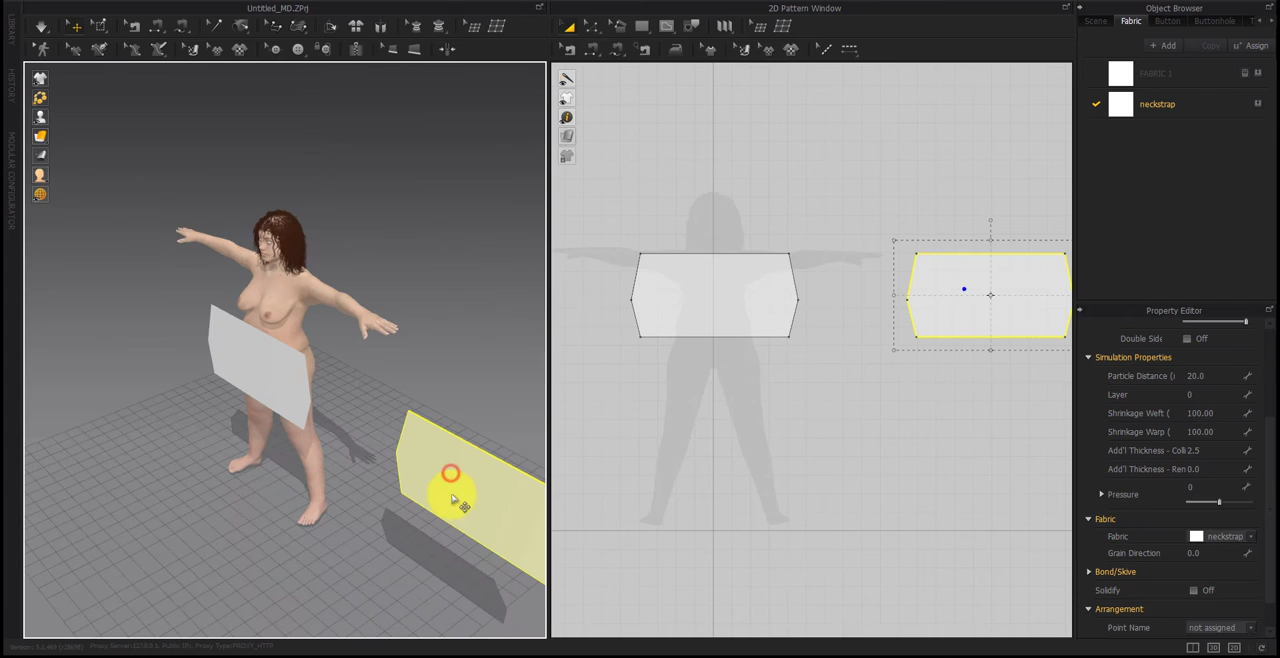 Untitled_MD.ZPrj
2D Pattern Window
Object Browser
Scene
Fabric
Button
Buttonhole
T
+ Add
Copy
Assign
FABRIC 1
neckstrap
LIBRARY
HISTORY
MODULAR CONFIGURATOR
Property Editor
Double Side
Off
Simulation Properties
Particle Distance (
20.0
Layer
0
Shrinkage Weft (
100.00
Shrinkage Warp (
100.00
Add'l Thickness - Colli
2.5
Add'l Thickness - Ren
0.0
Pressure
0
Fabric
Fabric
neckstrap
Grain Direction
0.0
Bond/Skive
Solidify
Off
Arrangement
Point Name
not assigned
3D
2D